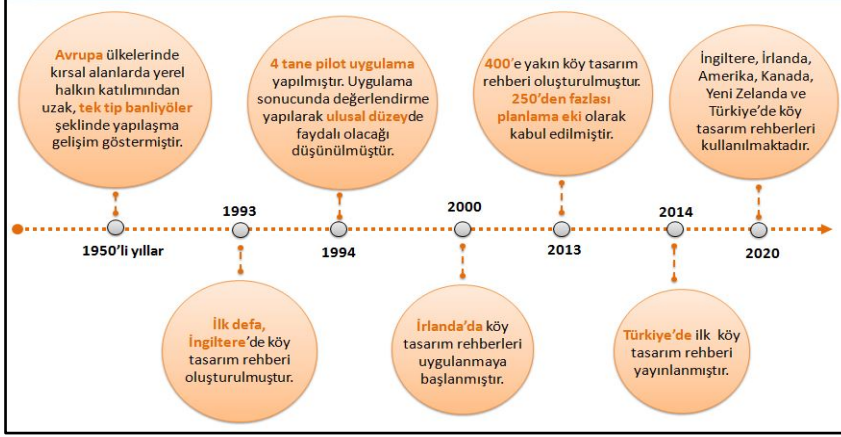 Avrupa ülkelerinde
kırsal alanlarda yerel
halkın katılımından
uzak, tek tip banliyöler
şeklinde yapılaşma
gelişim göstermiştir.
1950'li yıllar
1993
İlk defa,
İngiltere'de köy
tasarım rehberi
oluşturulmuştur.
4 tane pilot uygulama
yapılmıştır. Uygulama
sonucunda değerlendirme
yapılarak ulusal düzeyde
faydalı olacağı
düşünülmüştür.
1994
2000
İrlanda'da köy
tasarım rehberleri
uygulanmaya
başlanmıştır.
400'e yakın köy tasarım
rehberi oluşturulmuştur.
250'den fazlası
planlama eki olarak
kabul edilmiştir.
2013
2014
Türkiye'de ilk köy
tasarım rehberi
yayınlanmıştır.
İngiltere, İrlanda,
Amerika, Kanada,
Yeni Zelanda ve
Türkiye'de köy
tasarım rehberleri
kullanılmaktadır.
2020